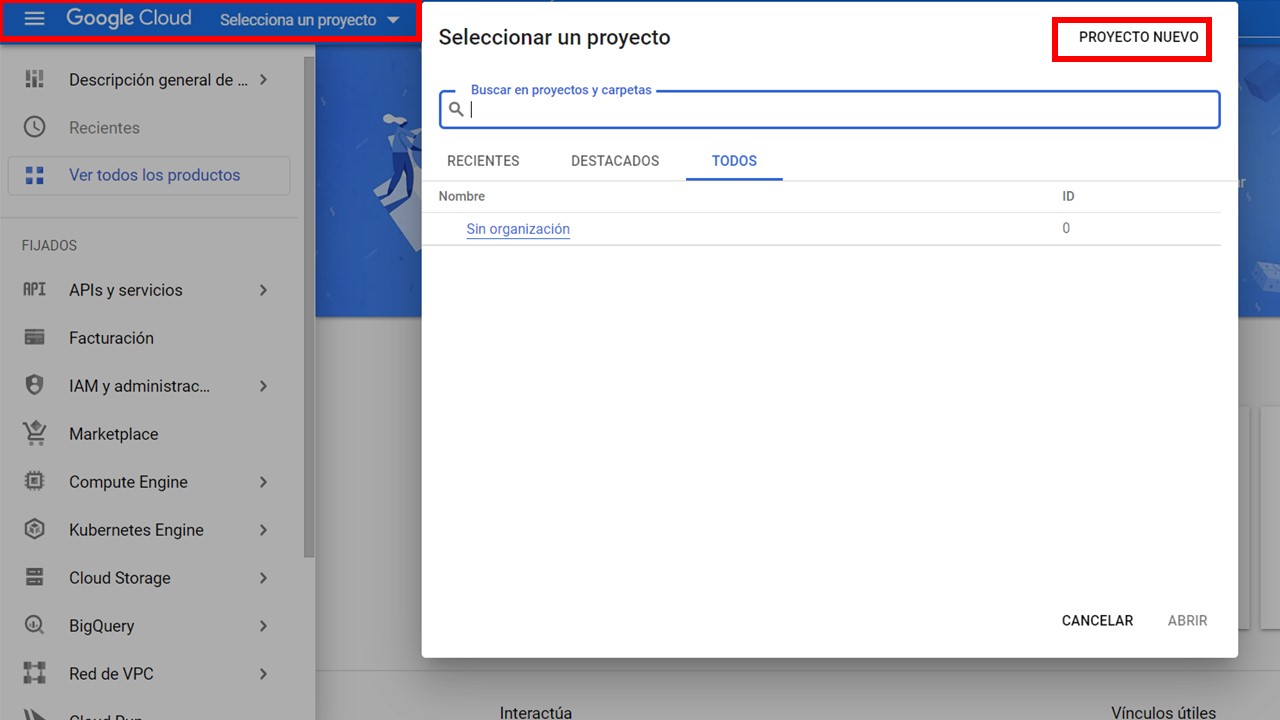 Google Cloud
Selecciona un proyecto
Descripción general de ...
Recientes
Ver todos los productos
FIJADOS
API
APIs y servicios
Facturación
IAM y administrac...
Marketplace
Compute Engine
Kubernetes Engine
Cloud Storage
BigQuery
Red de VPC
Cloud Run
Seleccionar un proyecto
PROYECTO NUEVO
Buscar en proyectos y carpetas
RECIENTES DESTACADOS TODOS
Nombre ID
Sin organización 0
CANCELAR ABRIR
Interactúa
Vínculos útiles